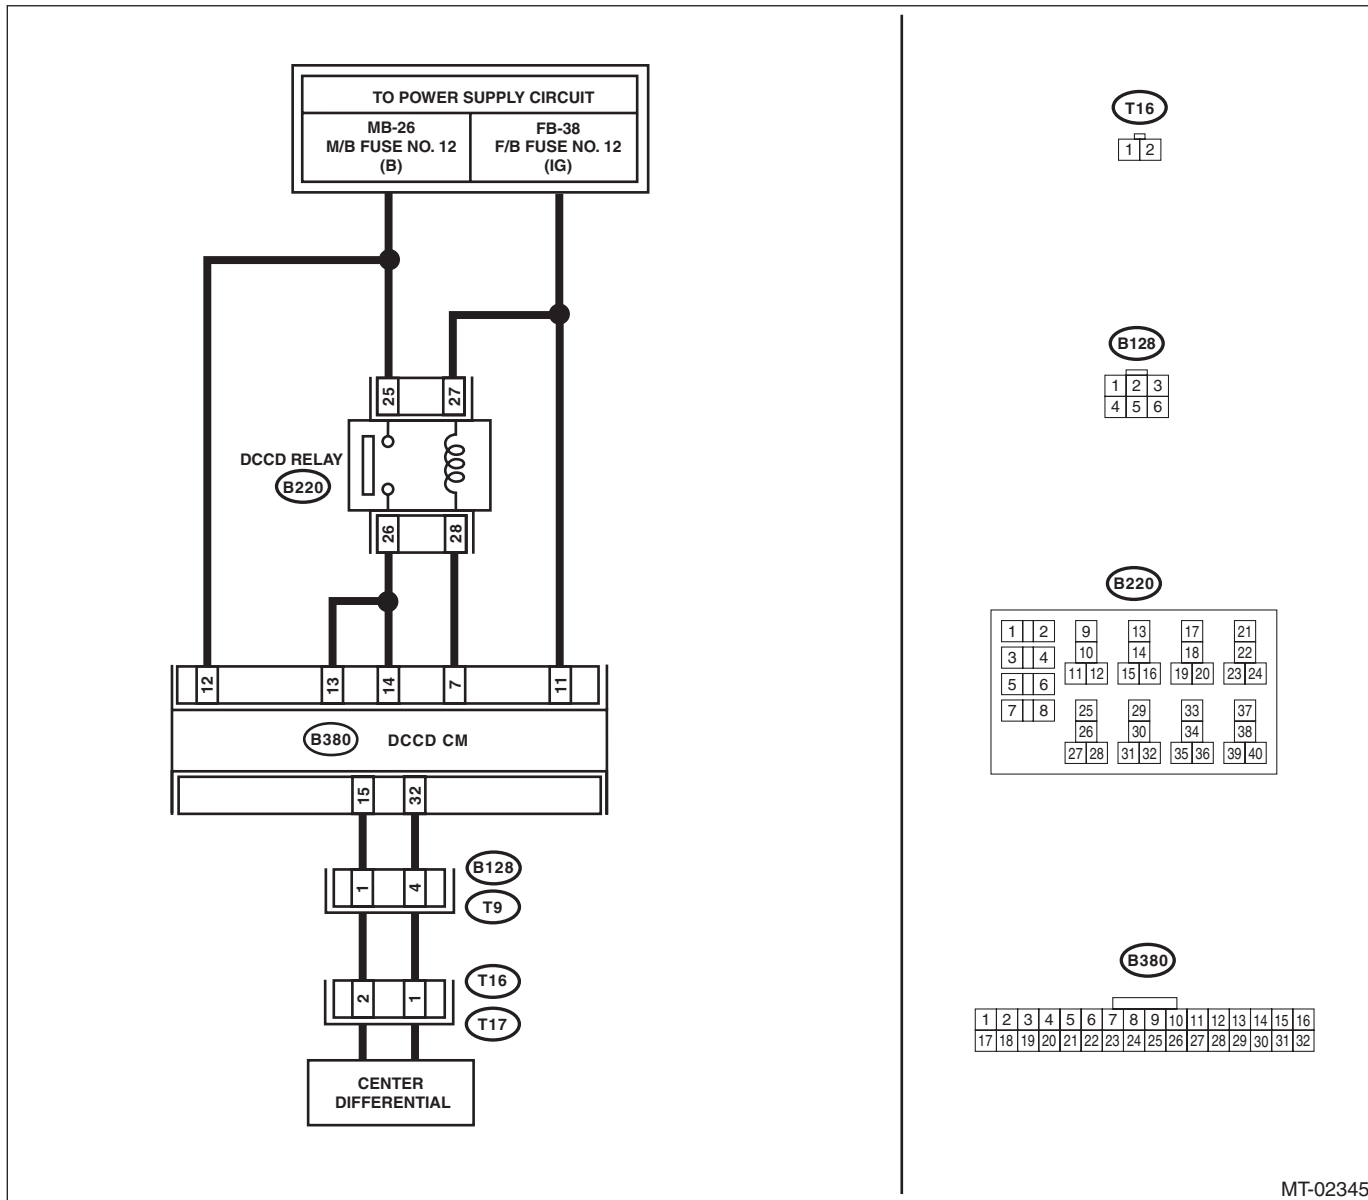 TO POWER SUPPLY CIRCUIT
MB-26
M/B FUSE NO. 12
(B)
FB-38
F/B FUSE NO. 12
(IG)
25 27
DCCD RELAY
B220
26 28
12 13 14 7 11
B380 DCCD CM
15 32
1 4
B128
T9
2 1
T16
T17
CENTER
DIFFERENTIAL
T16
1 2
B128
1 2 3
4 5 6
B220
1 2 9 13 17 21
3 4 10 14 18 22
11 12 15 16 19 20 23 24
5 6
7 8 25 29 33 37
26 30 34 38
27 28 31 32 35 36 39 40
B380
1 2 3 4 5 6 7 8 9 10 11 12 13 14 15 16
17 18 19 20 21 22 23 24 25 26 27 28 29 30 31 32
MT-02345